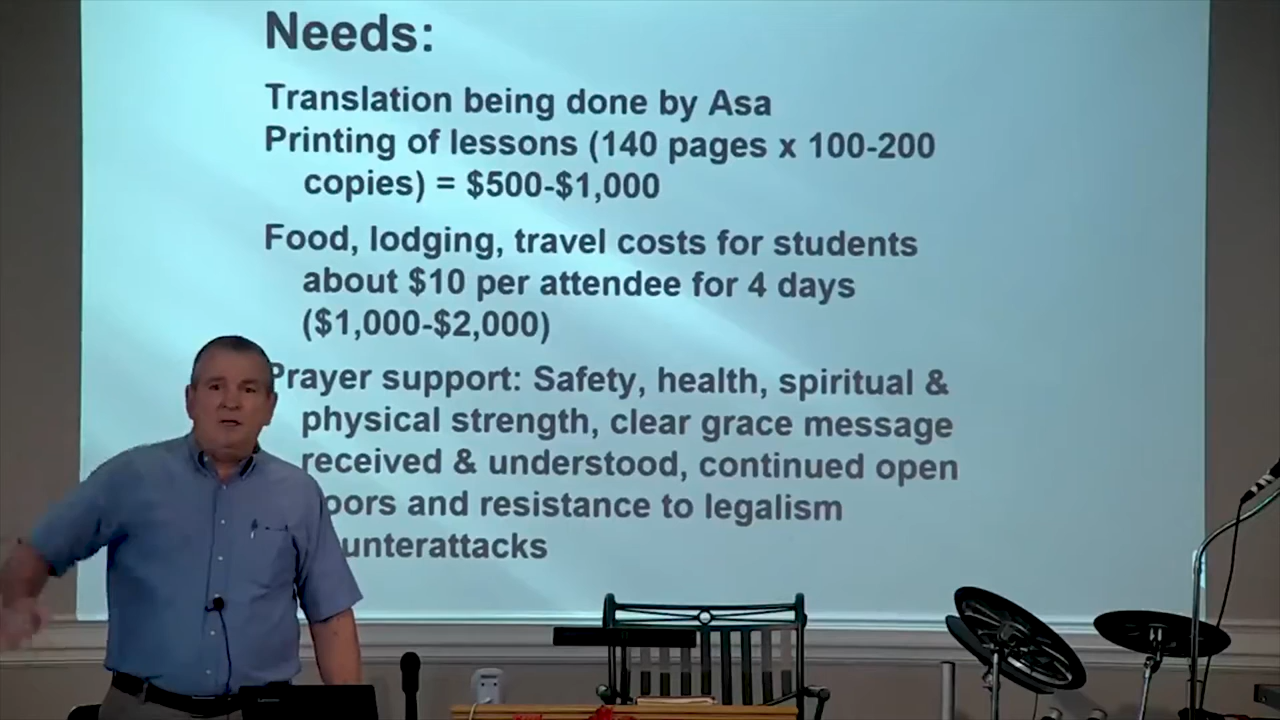 Needs:
Translation being done by Asa
Printing of lessons (140 pages x 100-200
copies) = $500-$1,000
Food, lodging, travel costs for students
about $10 per attendee for 4 days
($1,000-$2,000)
Prayer support: Safety, health, spiritual &
physical strength, clear grace message
received & understood, continued open
oors and resistance to legalism
unterattacks